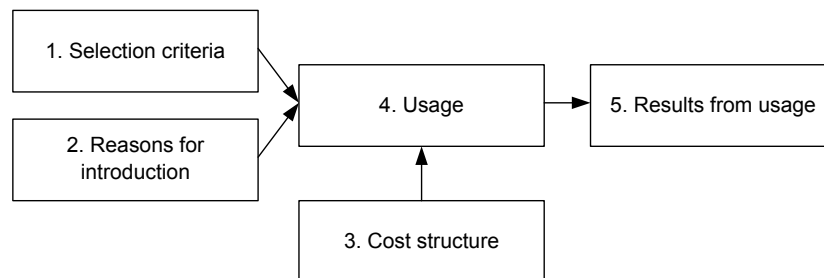 1. Selection criteria
2. Reasons for
introduction
4. Usage
5. Results from usage
3. Cost structure